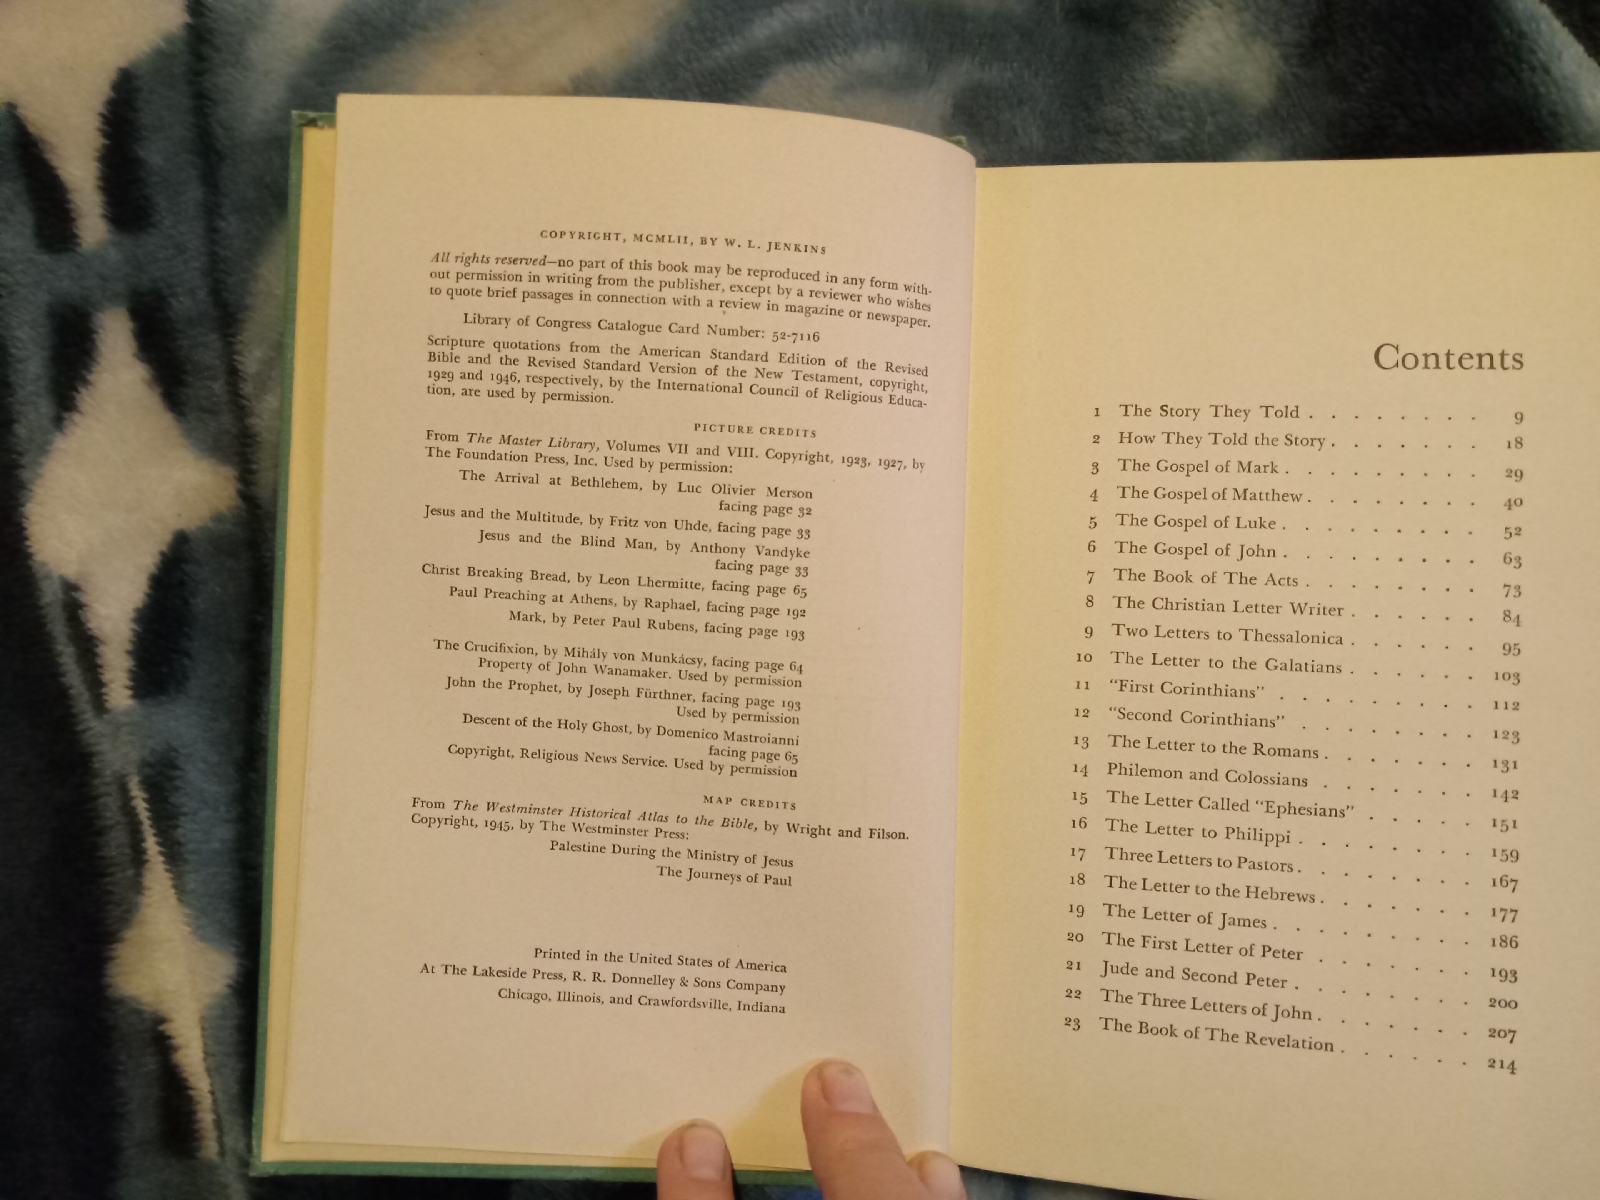 COPYRIGHT, MCMLII, BY W. L. JENKINS
All rights reserved—no part of this book may be reproduced in any form with-
out permission in writing from the publisher, except by a reviewer who wishes
to quote brief passages in connection with a review in magazine or newspaper.
Library of Congress Catalogue Card Number: 52-7116
Scripture quotations from the American Standard Edition of the Revised
Bible and the Revised Standard Version of the New Testament, copyright,
1929 and 1946, respectively, by the International Council of Religious Educa-
tion, are used by permission.
PICTURE CREDITS
From The Master Library, Volumes VII and VIII. Copyright, 1923, 1927, by
The Foundation Press, Inc. Used by permission:
The Arrival at Bethlehem, by Luc Olivier Merson
facing page 32
Jesus and the Multitude, by Fritz von Uhde, facing page 33
Jesus and the Blind Man, by Anthony Vandyke
facing page 33
Christ Breaking Bread, by Leon Lhermitte, facing page 65
Paul Preaching at Athens, by Raphael, facing page 192
Mark, by Peter Paul Rubens, facing page 193
The Crucifixion, by Mihály von Munkácsy, facing page 64
Property of John Wanamaker. Used by permission
John the Prophet, by Joseph Fürthner, facing page 193
Used by permission
Descent of the Holy Ghost, by Domenico Mastroianni
facing page 65
Copyright, Religious News Service. Used by permission
MAP CREDITS
From The Westminster Historical Atlas to the Bible, by Wright and Filson.
Copyright, 1945, by The Westminster Press:
Palestine During the Ministry of Jesus
The Journeys of Paul
Printed in the United States of America
At The Lakeside Press, R. R. Donnelley & Sons Company
Chicago, Illinois, and Crawfordsville, Indiana
Contents
1 The Story They Told . . . . . . . . 9
2 How They Told the Story . . . . . . . 18
3 The Gospel of Mark . . . . . . . . . 29
4 The Gospel of Matthew . . . . . . . . 40
5 The Gospel of Luke . . . . . . . . . 52
6 The Gospel of John . . . . . . . . . 63
7 The Book of The Acts . . . . . . . . 73
8 The Christian Letter Writer . . . . . . 84
9 Two Letters to Thessalonica . . . . . . 95
10 The Letter to the Galatians . . . . . . 103
11 "First Corinthians" . . . . . . . . . 112
12 "Second Corinthians" . . . . . . . . 123
13 The Letter to the Romans . . . . . . . 131
14 Philemon and Colossians . . . . . . . 142
15 The Letter Called "Ephesians" . . . . . 151
16 The Letter to Philippi . . . . . . . . 159
17 Three Letters to Pastors . . . . . . . . 167
18 The Letter to the Hebrews . . . . . . . 177
19 The Letter of James . . . . . . . . . 186
20 The First Letter of Peter . . . . . . . 193
21 Jude and Second Peter . . . . . . . . 200
22 The Three Letters of John . . . . . . . 207
23 The Book of The Revelation . . . . . . 214